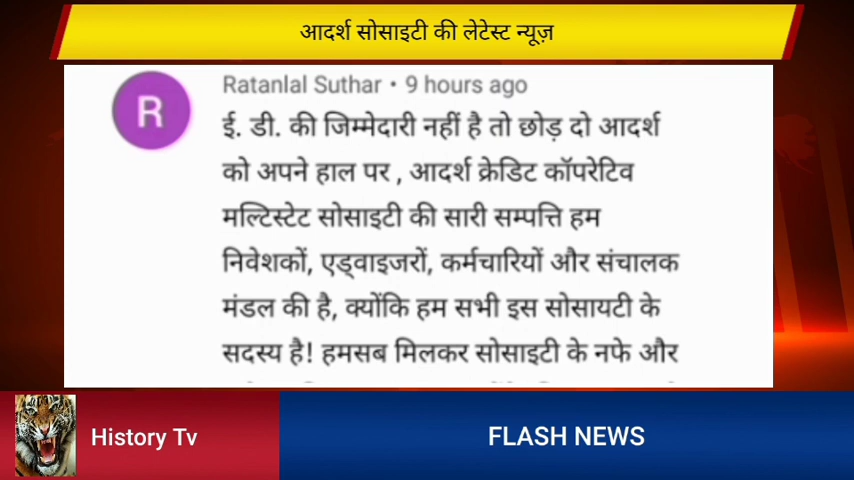 आदर्श सोसाइटी की लेटेस्ट न्यूज़
R
Ratanlal Suthar • 9 hours ago
ई. डी. की जिम्मेदारी नहीं है तो छोड़ दो आदर्श
को अपने हाल पर , आदर्श क्रेडिट कॉपरेटिव
मल्टिस्टेट सोसाइटी की सारी सम्पत्ति हम
निवेशकों, एड्वाइजरों, कर्मचारियों और संचालक
मंडल की है, क्योंकि हम सभी इस सोसायटी के
सदस्य है! हमसब मिलकर सोसाइटी के नफे और
History Tv
FLASH NEWS